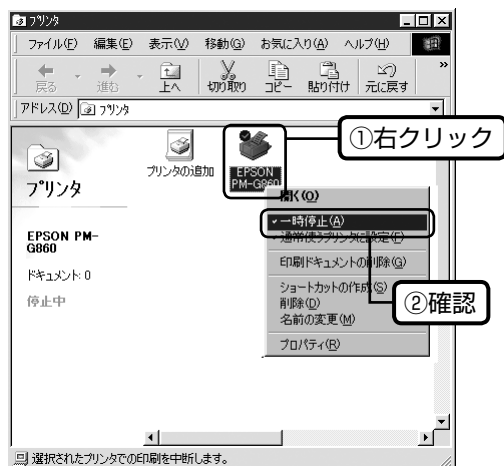 プリンタ
ファイル(F) 編集(E) 表示(V) 移動(G) お気に入り(A) ヘルプ(H)
戻る 進む 上へ 切り取り コピー 貼り付け 元に戻す »
アドレス(D) プリンタ
①右クリック
プリンタ
プリンタの追加
EPSON PM-G860
開く(O)
一時停止(A)
通常使うプリンタに設定(F)
印刷ドキュメントの削除(G)
ショートカットの作成(S)
削除(D)
名前の変更(M)
プロパティ(R)
②確認
EPSON PM-
G860
ドキュメント: 0
停止中
選択されたプリンタでの印刷を中断します。